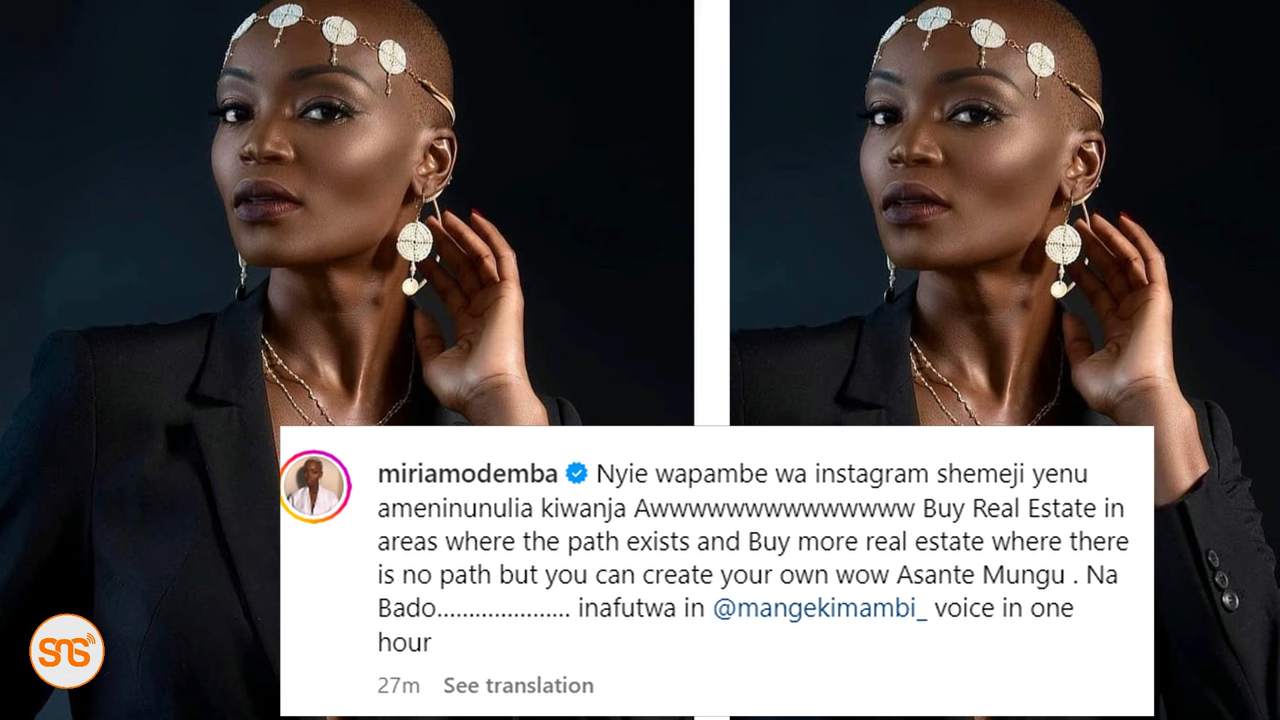 miriamodemba Nyie wapambe wa instagram shemeji yenu
ameninunulia kiwanja Awwwwwwwwwwwwwww Buy Real Estate in
areas where the path exists and Buy more real estate where there
is no path but you can create your own wow Asante Mungu . Na
Bado..................... inafutwa in @mangekimambi_ voice in one
hour
27m See translation
SNS